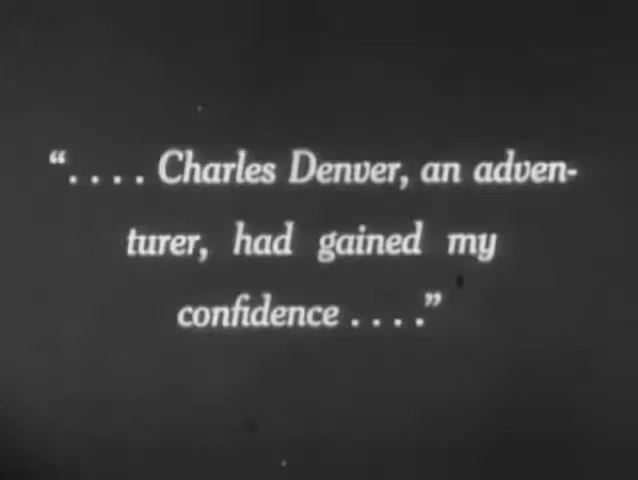 “. . . . Charles Denver, an adven-
turer, had gained my
confidence . . . .”